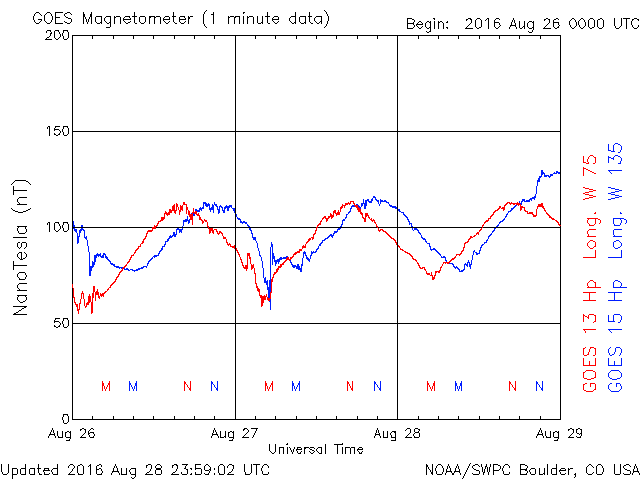 GOES Magnetometer (1 minute data)
Begin: 2016 Aug 26 0000 UTC
200
150
100
50
0
NanoTesla (nT)
M M N N M M N N M M N N
Aug 26 Aug 27 Aug 28 Aug 29
Universal Time
GOES 13 Hp Long. W 75
GOES 15 Hp Long. W 135
Updated 2016 Aug 28 23:59:02 UTC
NOAA/SWPC Boulder, CO USA